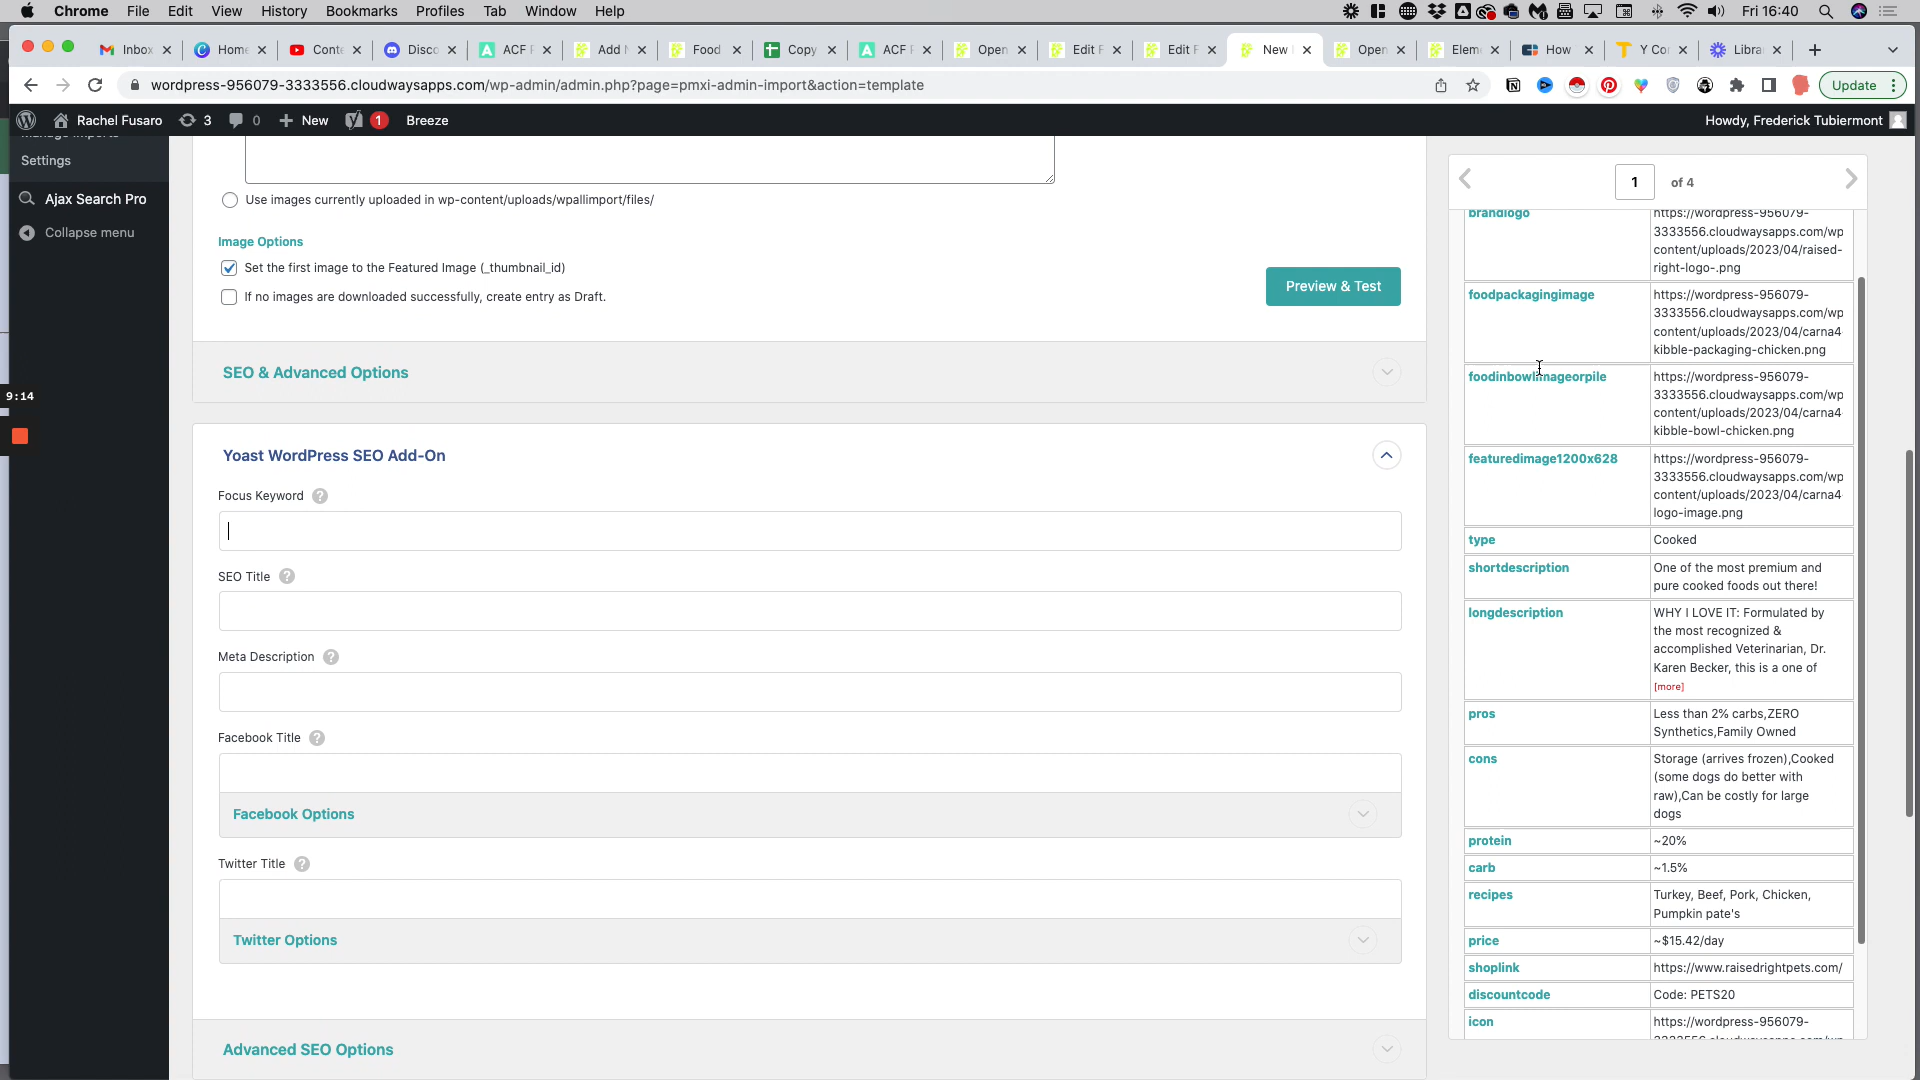 Chrome File Edit View History Bookmarks Profiles Tab Window Help Fri 16:40
Inbox Home Conte Disco ACF F Add N Food Copy ACF F Open Edit F Edit F New Open Eleme How Y Co Libra
wordpress-956079-3333556.cloudwaysapps.com/wp-admin/admin.php?page=pmxi-admin-import&action=template Update
Rachel Fusaro 3 0 New 1 Breeze Howdy, Frederick Tubiermont
Settings
Ajax Search Pro
Collapse menu
9:14
Use images currently uploaded in wp-content/uploads/wpallimport/files/
Image Options
Set the first image to the Featured Image (_thumbnail_id)
If no images are downloaded successfully, create entry as Draft.
Preview & Test
SEO & Advanced Options
Yoast WordPress SEO Add-On
Focus Keyword ?
SEO Title ?
Meta Description ?
Facebook Title ?
Facebook Options
Twitter Title ?
Twitter Options
Advanced SEO Options
1 of 4
brandlogo https://wordpress-956079-
3333556.cloudwaysapps.com/wp
content/uploads/2023/04/raised-
right-logo-.png
foodpackagingimage https://wordpress-956079-
3333556.cloudwaysapps.com/wp
content/uploads/2023/04/carna4
kibble-packaging-chicken.png
foodinbowlimageorpile https://wordpress-956079-
3333556.cloudwaysapps.com/wp
content/uploads/2023/04/carna4
kibble-bowl-chicken.png
featuredimage1200x628 https://wordpress-956079-
3333556.cloudwaysapps.com/wp
content/uploads/2023/04/carna4
logo-image.png
type Cooked
shortdescription One of the most premium and
pure cooked foods out there!
longdescription WHY I LOVE IT: Formulated by
the most recognized &
accomplished Veterinarian, Dr.
Karen Becker, this is a one of
[more]
pros Less than 2% carbs,ZERO
Synthetics,Family Owned
cons Storage (arrives frozen),Cooked
(some dogs do better with
raw),Can be costly for large
dogs
protein ~20%
carb ~1.5%
recipes Turkey, Beef, Pork, Chicken,
Pumpkin pate's
price ~$15.42/day
shoplink https://www.raisedrightpets.com/
discountcode Code: PETS20
icon https://wordpress-956079-